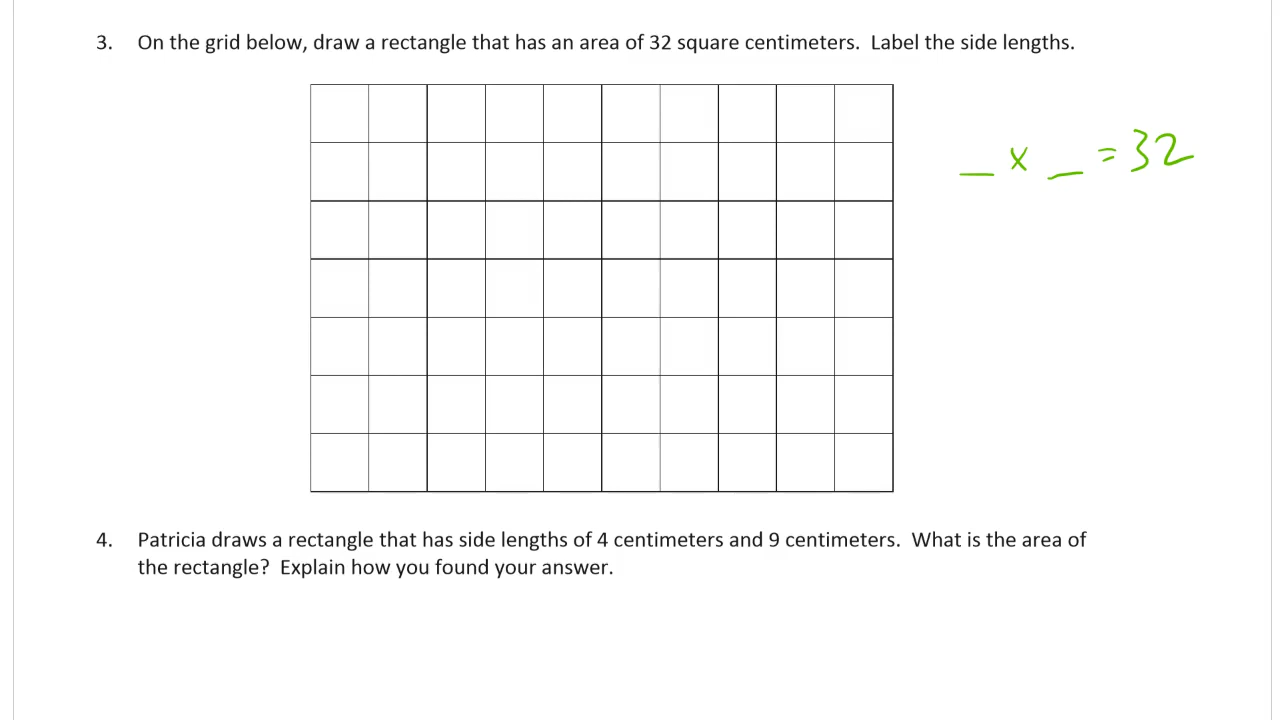 3. On the grid below, draw a rectangle that has an area of 32 square centimeters. Label the side lengths.
_ x _ = 32
4. Patricia draws a rectangle that has side lengths of 4 centimeters and 9 centimeters. What is the area of
the rectangle? Explain how you found your answer.